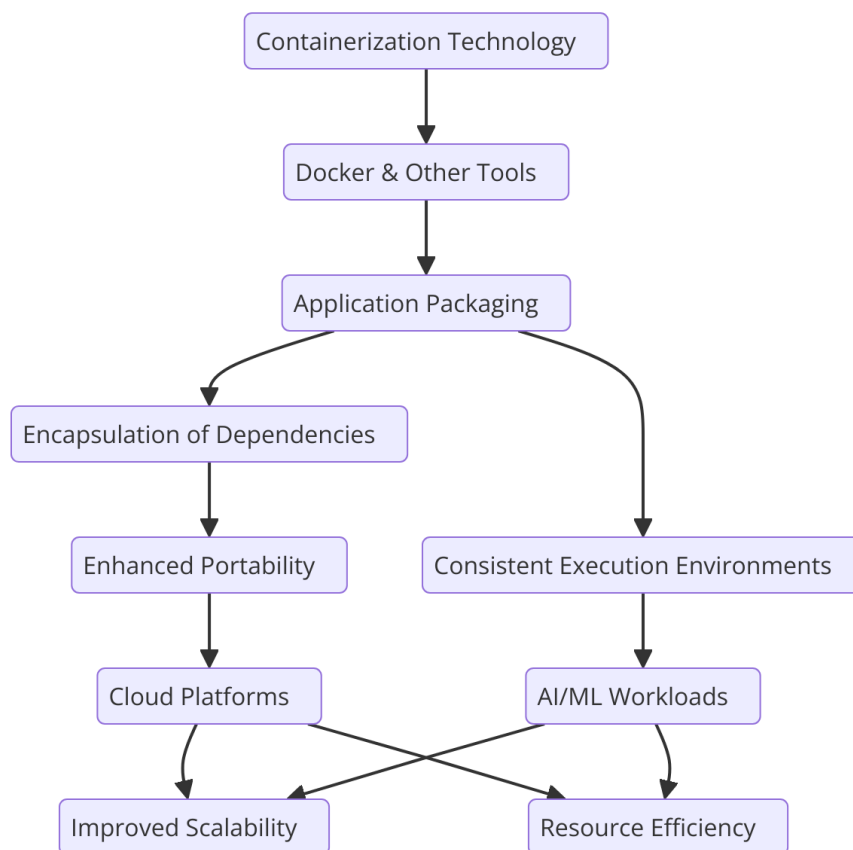 Containerization Technology
Docker & Other Tools
Application Packaging
Encapsulation of Dependencies
Enhanced Portability
Consistent Execution Environments
Cloud Platforms
AI/ML Workloads
Improved Scalability
Resource Efficiency